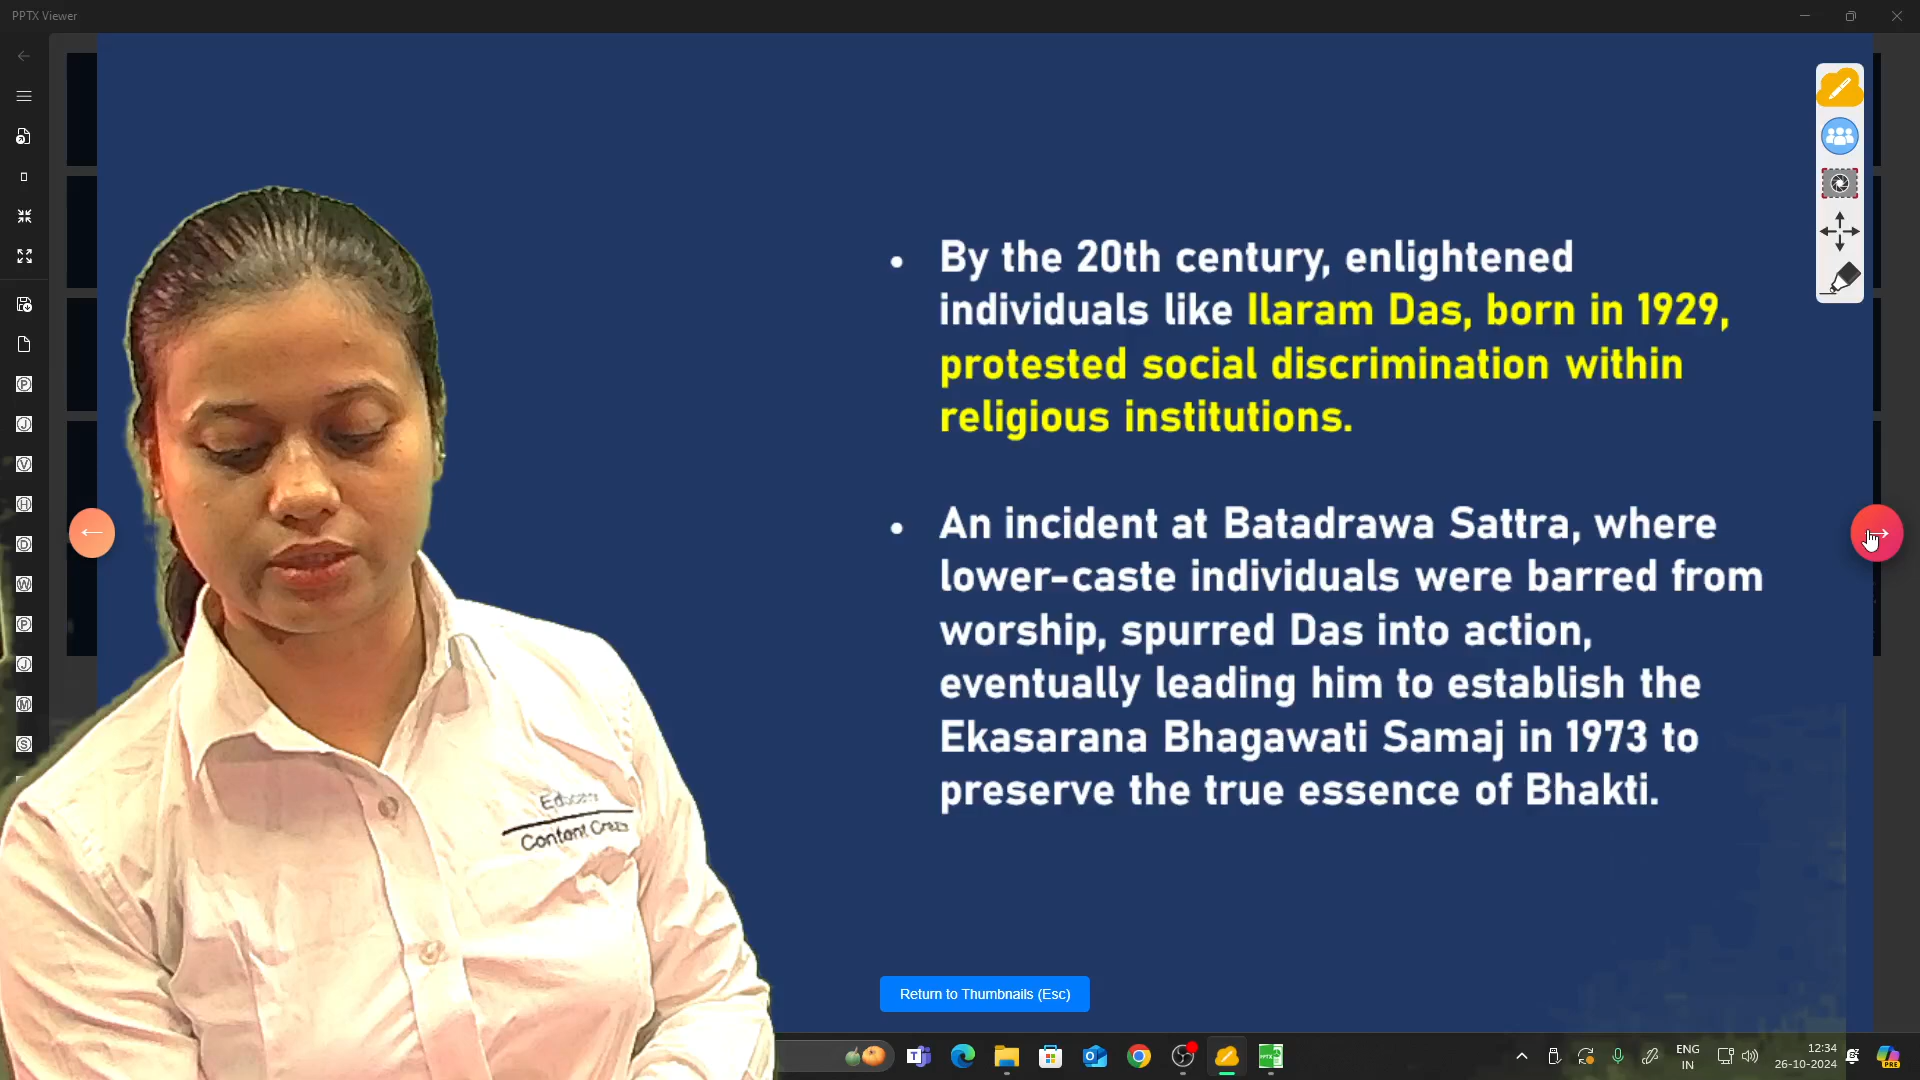 PPTX Viewer
By the 20th century, enlightened
individuals like Ilaram Das, born in 1929,
protested social discrimination within
religious institutions.
An incident at Batadrawa Sattra, where
lower-caste individuals were barred from
worship, spurred Das into action,
eventually leading him to establish the
Ekasarana Bhagawati Samaj in 1973 to
preserve the true essence of Bhakti.
Content
Return to Thumbnails (Esc)
ENG
IN
12:34
26-10-2024